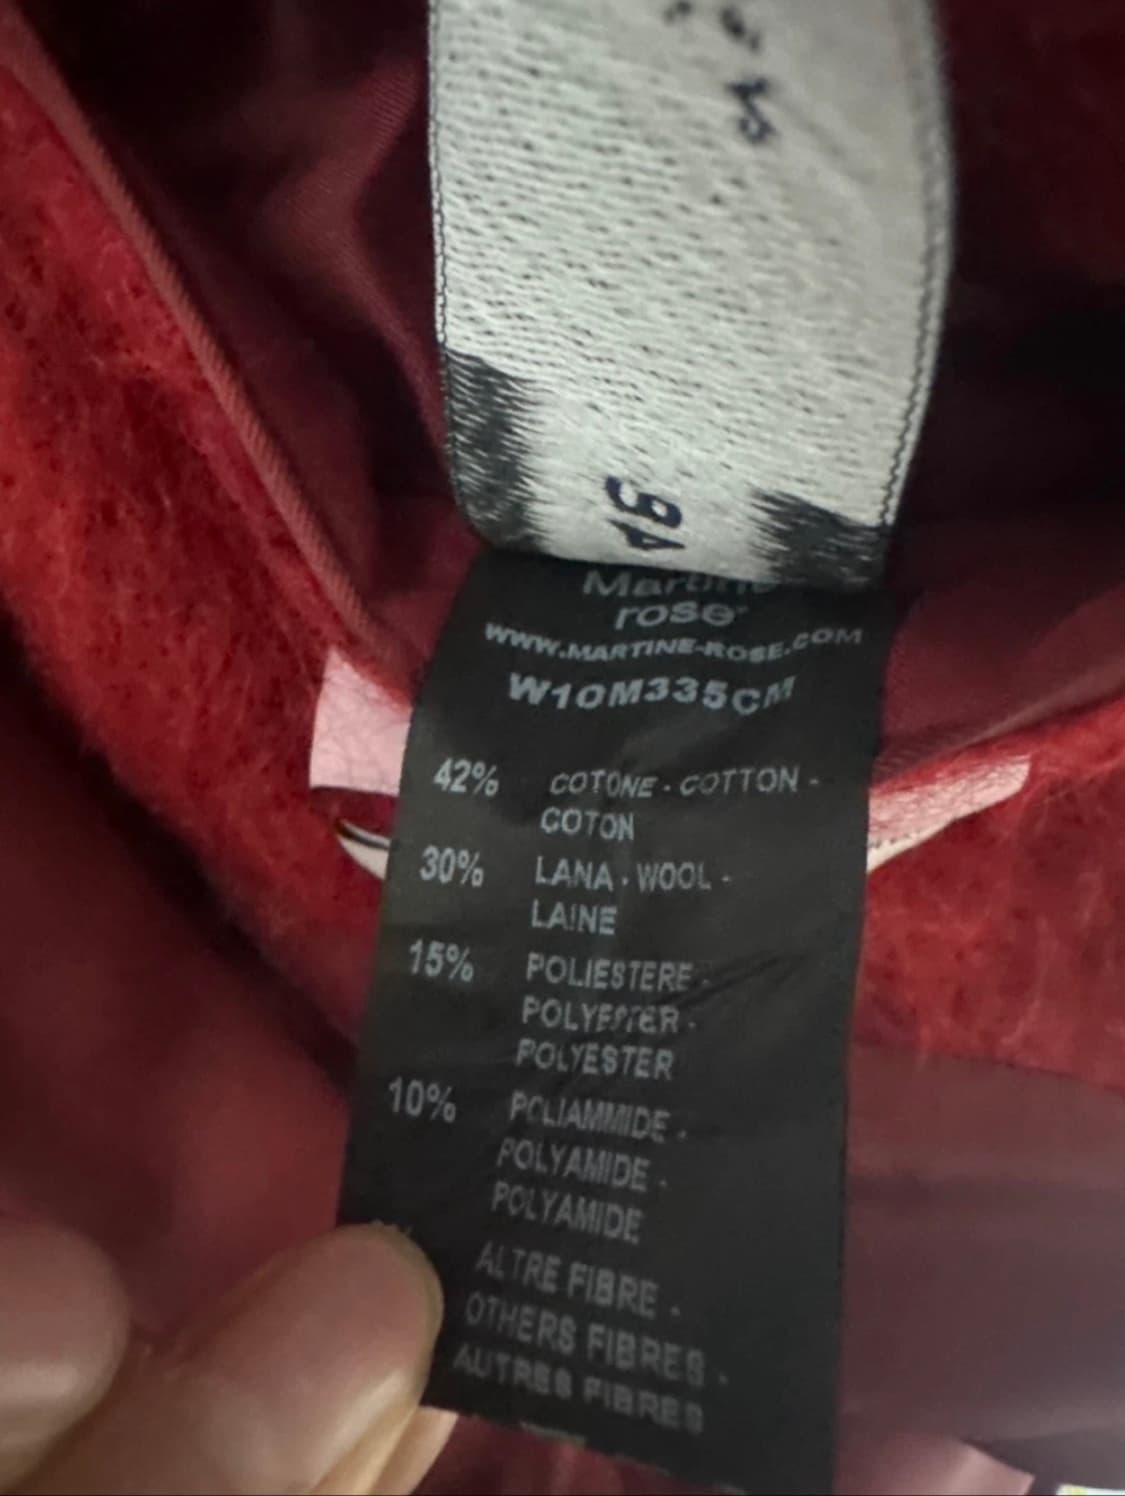 46
Martine
rose
WWW.MARTINE-ROSE.COM
W10M335CM
42% COTONE - COTTON -
COTON
30% LANA - WOOL -
LAINE
15% POLIESTERE -
POLYESTER -
POLYESTER
10% POLIAMMIDE -
POLYAMIDE -
POLYAMIDE
ALTRE FIBRE -
OTHERS FIBRES -
AUTRES FIBRES